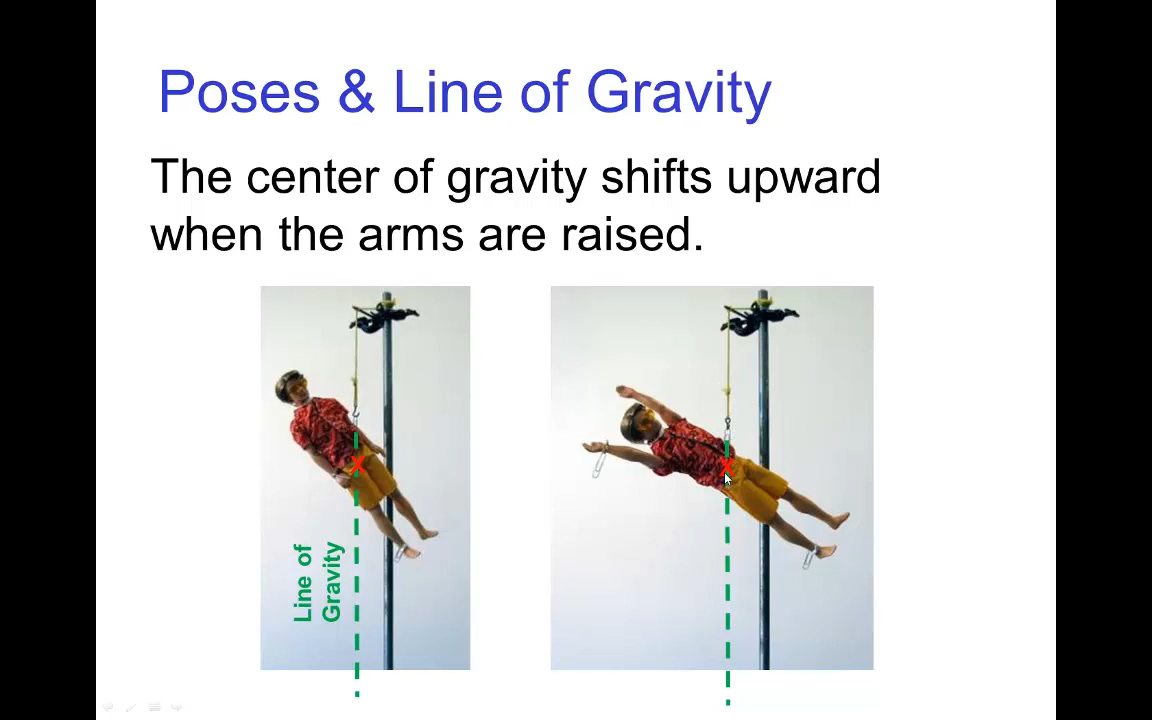 Poses & Line of Gravity
The center of gravity shifts upward
when the arms are raised.
X
X
Line of
Gravity